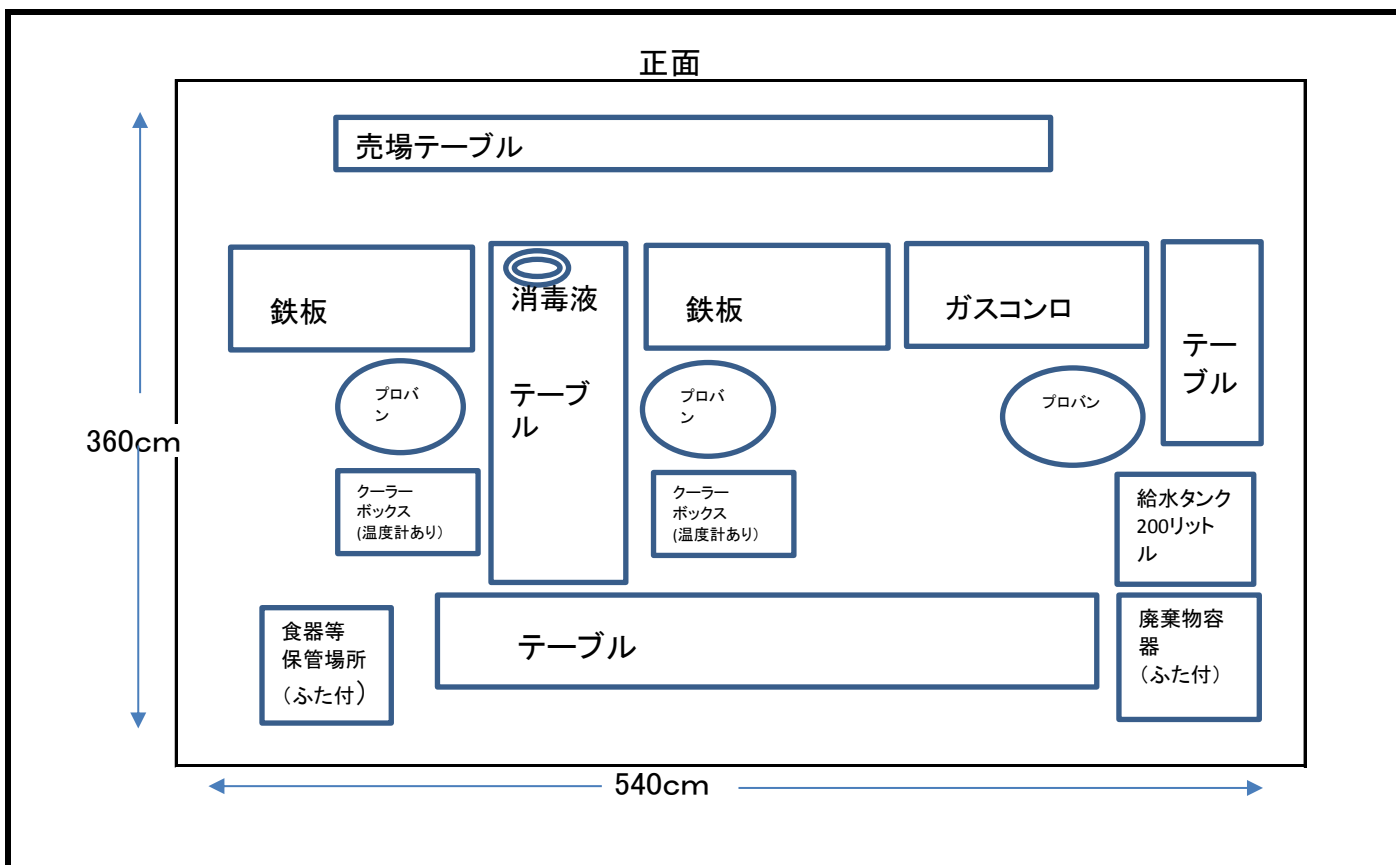 正面
売場テーブル
鉄板
消毒液
テーブ
ル
鉄板
ガスコンロ
テー
ブル
プロバ
ン
プロバ
ン
プロバン
360cm
クーラー
ボックス
(温度計あり)
クーラー
ボックス
(温度計あり)
給水タンク
200リット
ル
食器等
保管場所
(ふた付)
テーブル
廃棄物容
器
(ふた付)
540cm